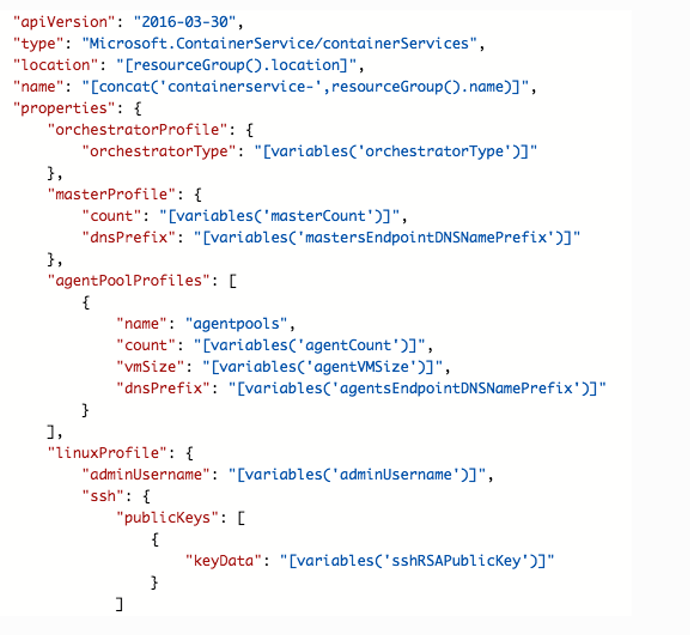 "apiVersion": "2016-03-30",
"type": "Microsoft.ContainerService/containerServices",
"location": "[resourceGroup().location]",
"name": "[concat('containerservice-',resourceGroup().name)]",
"properties": {
    "orchestratorProfile": {
        "orchestratorType": "[variables('orchestratorType')]"
    },
    "masterProfile": {
        "count": "[variables('masterCount')]",
        "dnsPrefix": "[variables('mastersEndpointDNSNamePrefix')]"
    },
    "agentPoolProfiles": [
        {
            "name": "agentpools",
            "count": "[variables('agentCount')]",
            "vmSize": "[variables('agentVMSize')]",
            "dnsPrefix": "[variables('agentsEndpointDNSNamePrefix')]"
        }
    ],
    "linuxProfile": {
        "adminUsername": "[variables('adminUsername')]",
        "ssh": {
            "publicKeys": [
                {
                    "keyData": "[variables('sshRSAPublicKey')]"
                }
            ]